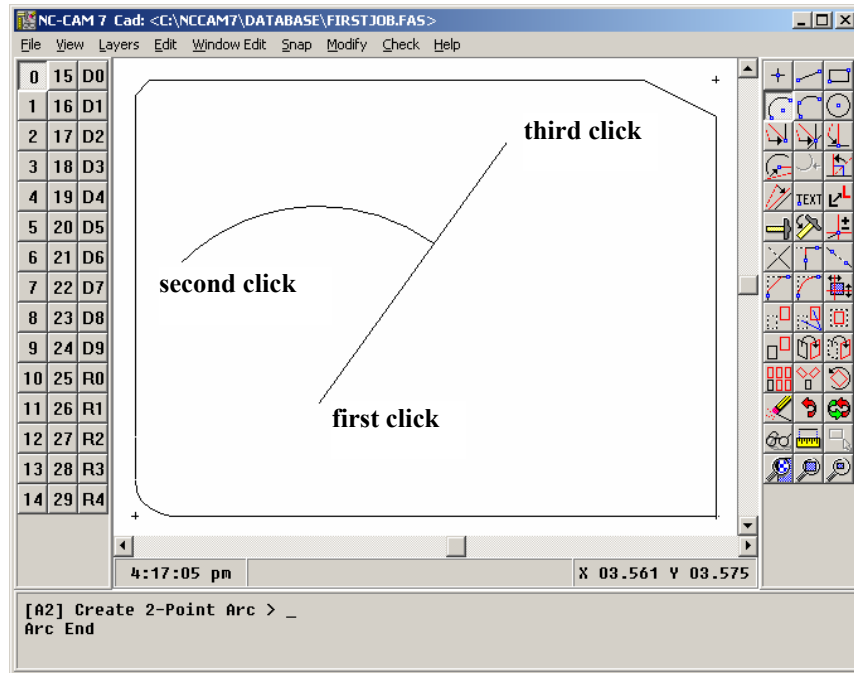 NC-CAM 7 Cad: <C:\NCCAM7\DATABASE\FIRSTJOB.FAS>
File View Layers Edit Window Edit Snap Modify Check Help
0 15 D0
1 16 D1
2 17 D2
3 18 D3
4 19 D4
5 20 D5
6 21 D6
7 22 D7
8 23 D8
9 24 D9
10 25 R0
11 26 R1
12 27 R2
13 28 R3
14 29 R4
third click
second click
first click
TEXT
4:17:05 pm X 03.561 Y 03.575
[A2] Create 2-Point Arc > _
Arc End